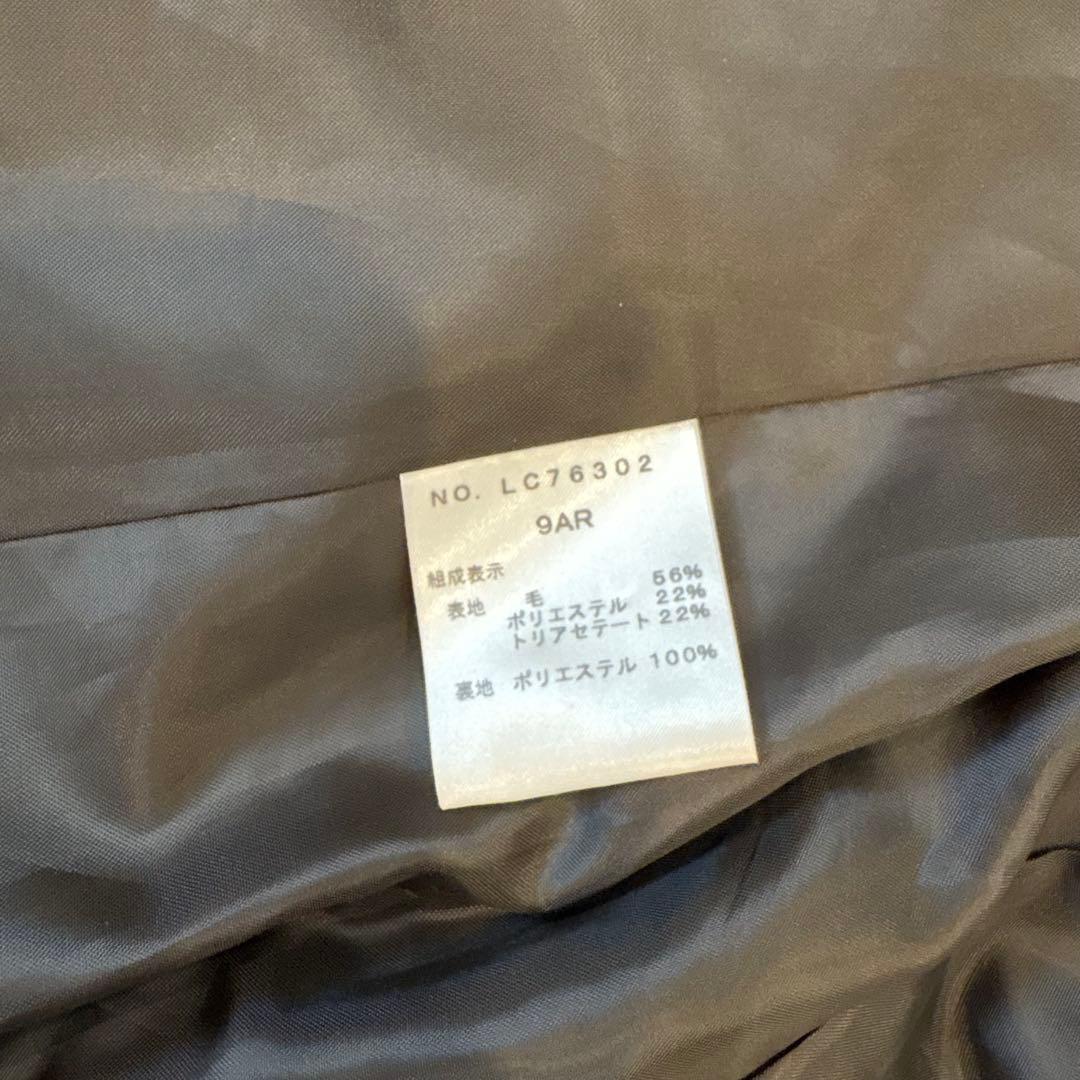 NO. LC76302
9AR
組成表示
表地 毛 56%
ポリエステル 22%
トリアセテート 22%
裏地 ポリエステル 100%